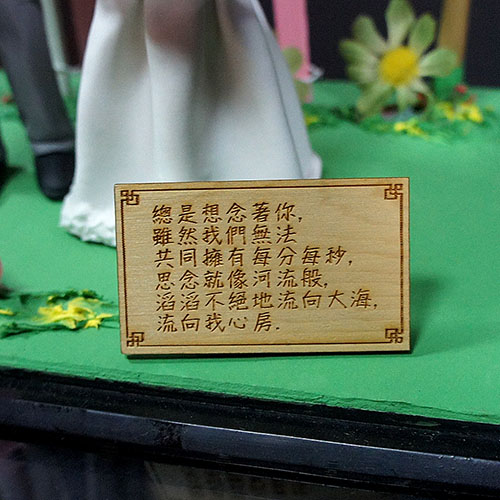 總是想念著你,
雖然我們無法
共同擁有每分每秒,
思念就像河流般,
滔滔不絕地流向大海,
流向我心房.